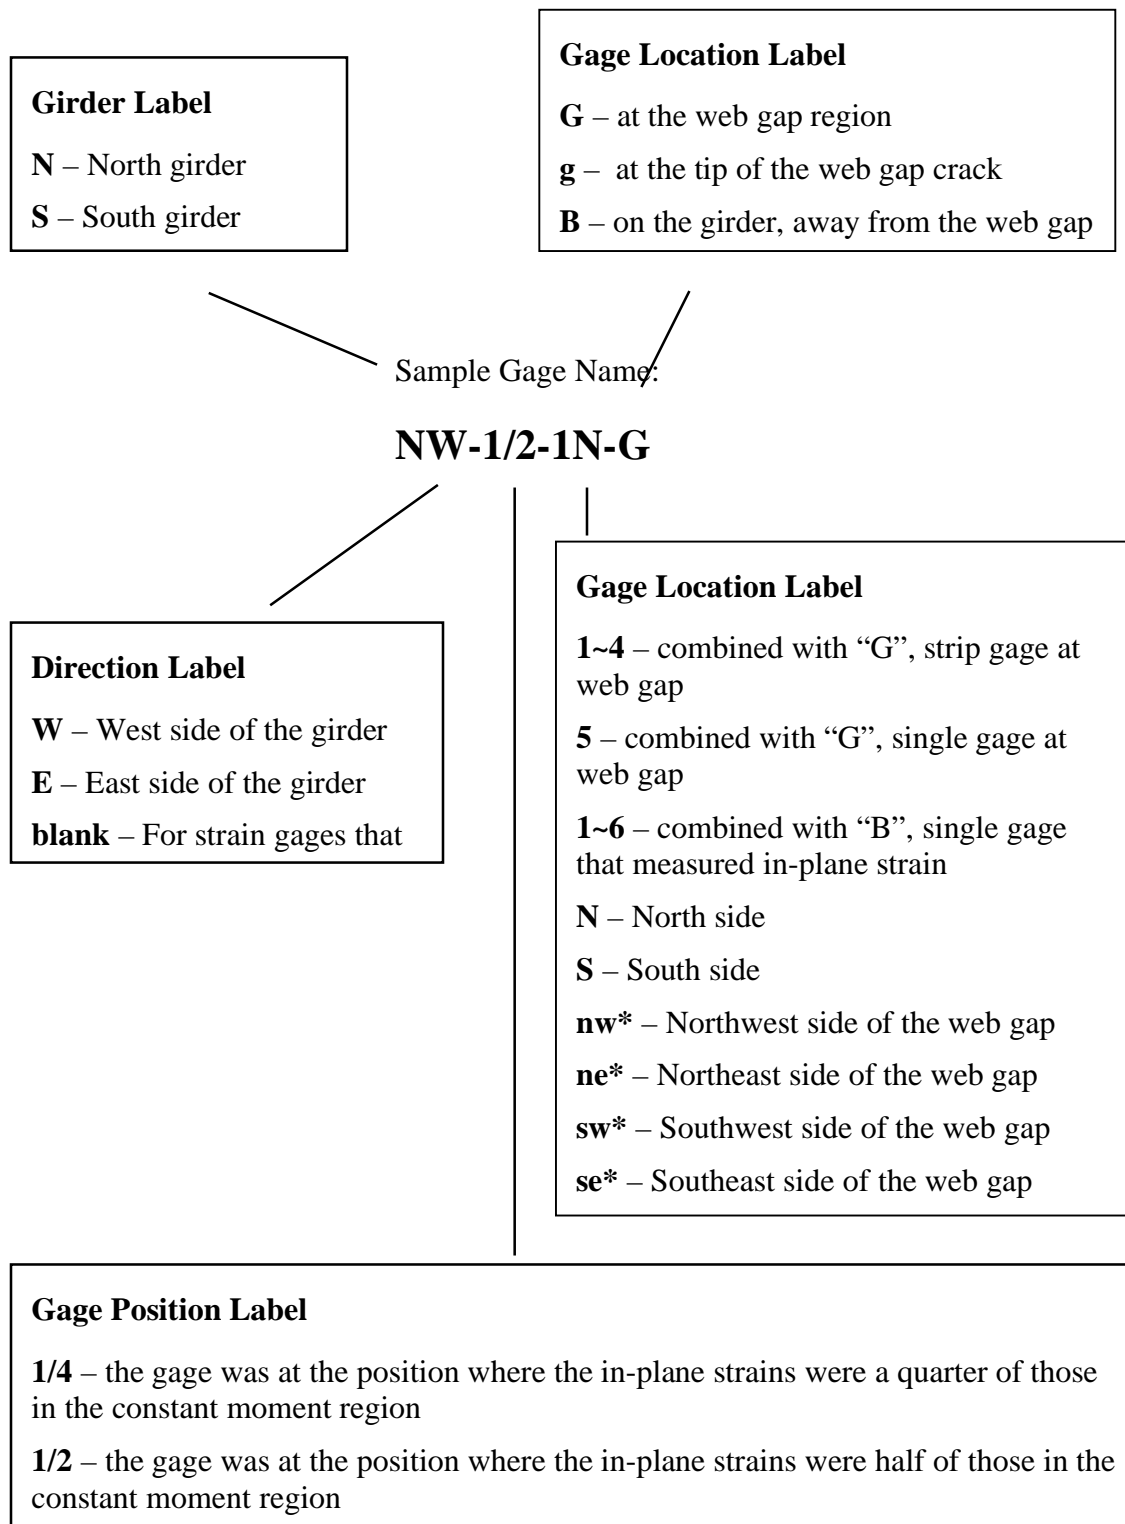 Girder Label
N – North girder
S – South girder
Gage Location Label
G – at the web gap region
g – at the tip of the web gap crack
B – on the girder, away from the web gap
Sample Gage Name:
NW-1/2-1N-G
Direction Label
W – West side of the girder
E – East side of the girder
blank – For strain gages that
Gage Location Label
1~4 – combined with “G”, strip gage at
web gap
5 – combined with “G”, single gage at
web gap
1~6 – combined with “B”, single gage
that measured in-plane strain
N – North side
S – South side
nw* – Northwest side of the web gap
ne* – Northeast side of the web gap
sw* – Southwest side of the web gap
se* – Southeast side of the web gap
Gage Position Label
1/4 – the gage was at the position where the in-plane strains were a quarter of those
in the constant moment region
1/2 – the gage was at the position where the in-plane strains were half of those in the
constant moment region